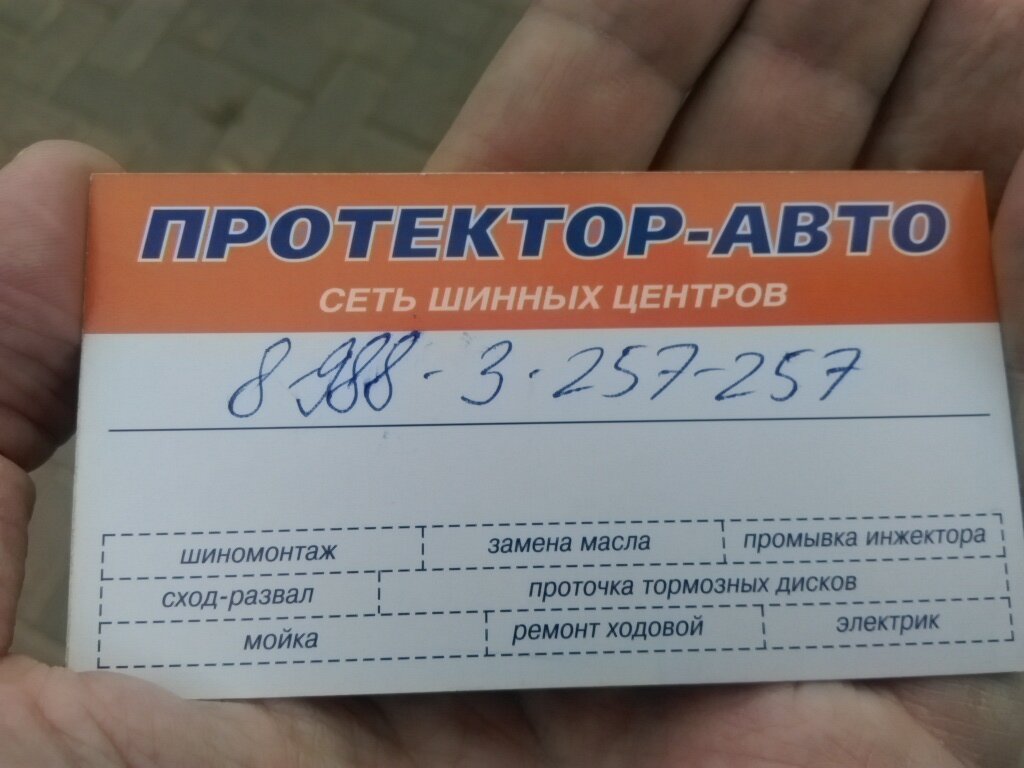 ПРОТЕКТОР-АВТО
СЕТЬ ШИННЫХ ЦЕНТРОВ
8-988-3-257-257
шиномонтаж замена масла промывка инжектора
сход-развал проточка тормозных дисков
мойка ремонт ходовой электрик